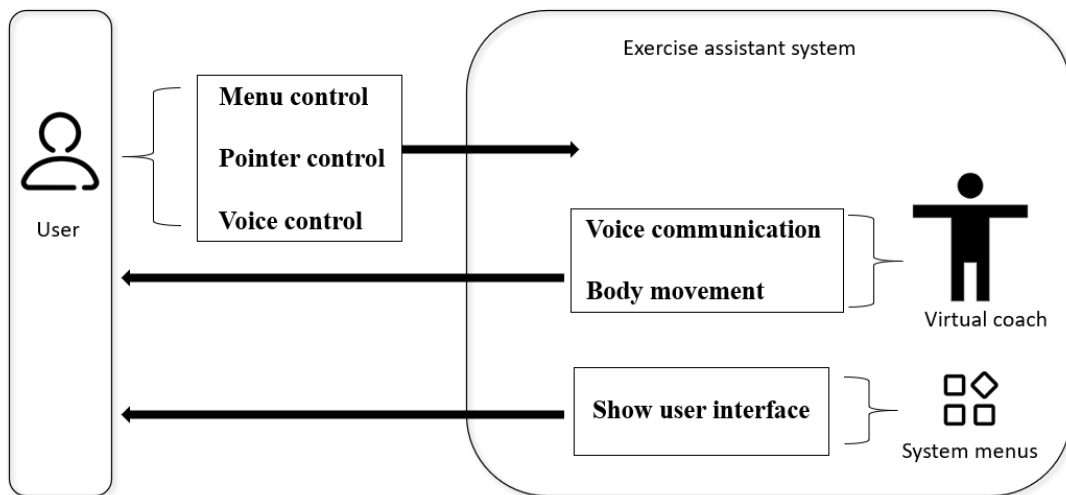 Exercise assistant system
Menu control
Pointer control
Voice control
User
Voice communication
Body movement
Virtual coach
Show user interface
System menus